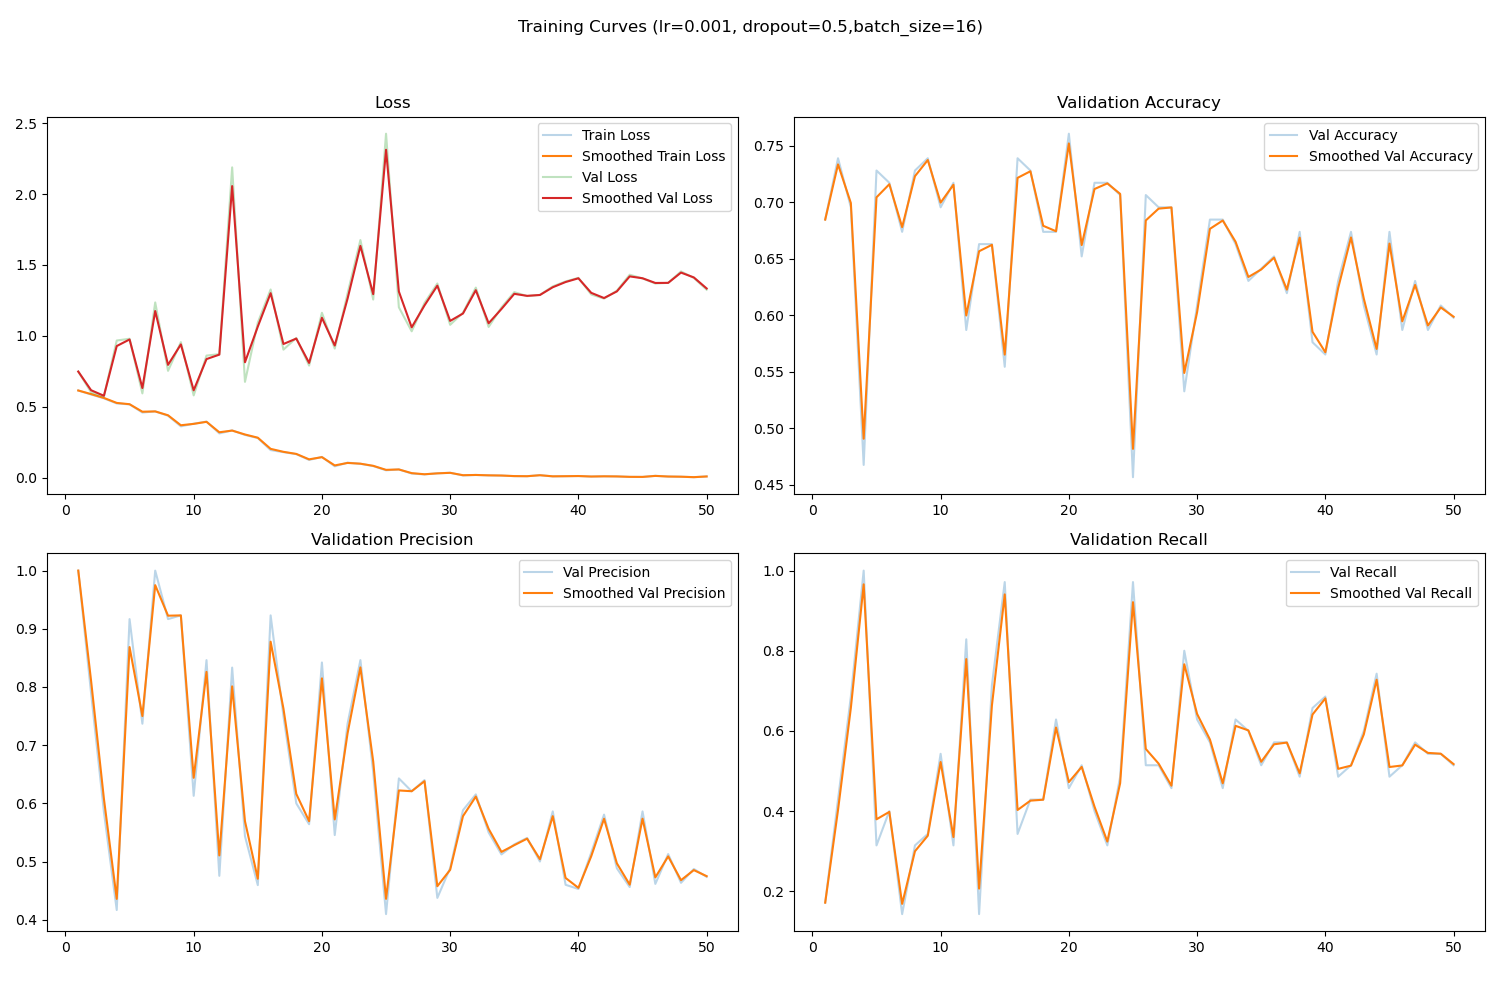 Training Curves (lr=0.001, dropout=0.5,batch_size=16)
Loss
Train Loss
Smoothed Train Loss
Val Loss
Smoothed Val Loss
2.5
2.0
1.5
1.0
0.5
0.0
0 10 20 30 40 50
Validation Accuracy
Val Accuracy
Smoothed Val Accuracy
0.75
0.70
0.65
0.60
0.55
0.50
0.45
0 10 20 30 40 50
Validation Precision
Val Precision
Smoothed Val Precision
1.0
0.9
0.8
0.7
0.6
0.5
0.4
0 10 20 30 40 50
Validation Recall
Val Recall
Smoothed Val Recall
1.0
0.8
0.6
0.4
0.2
0 10 20 30 40 50